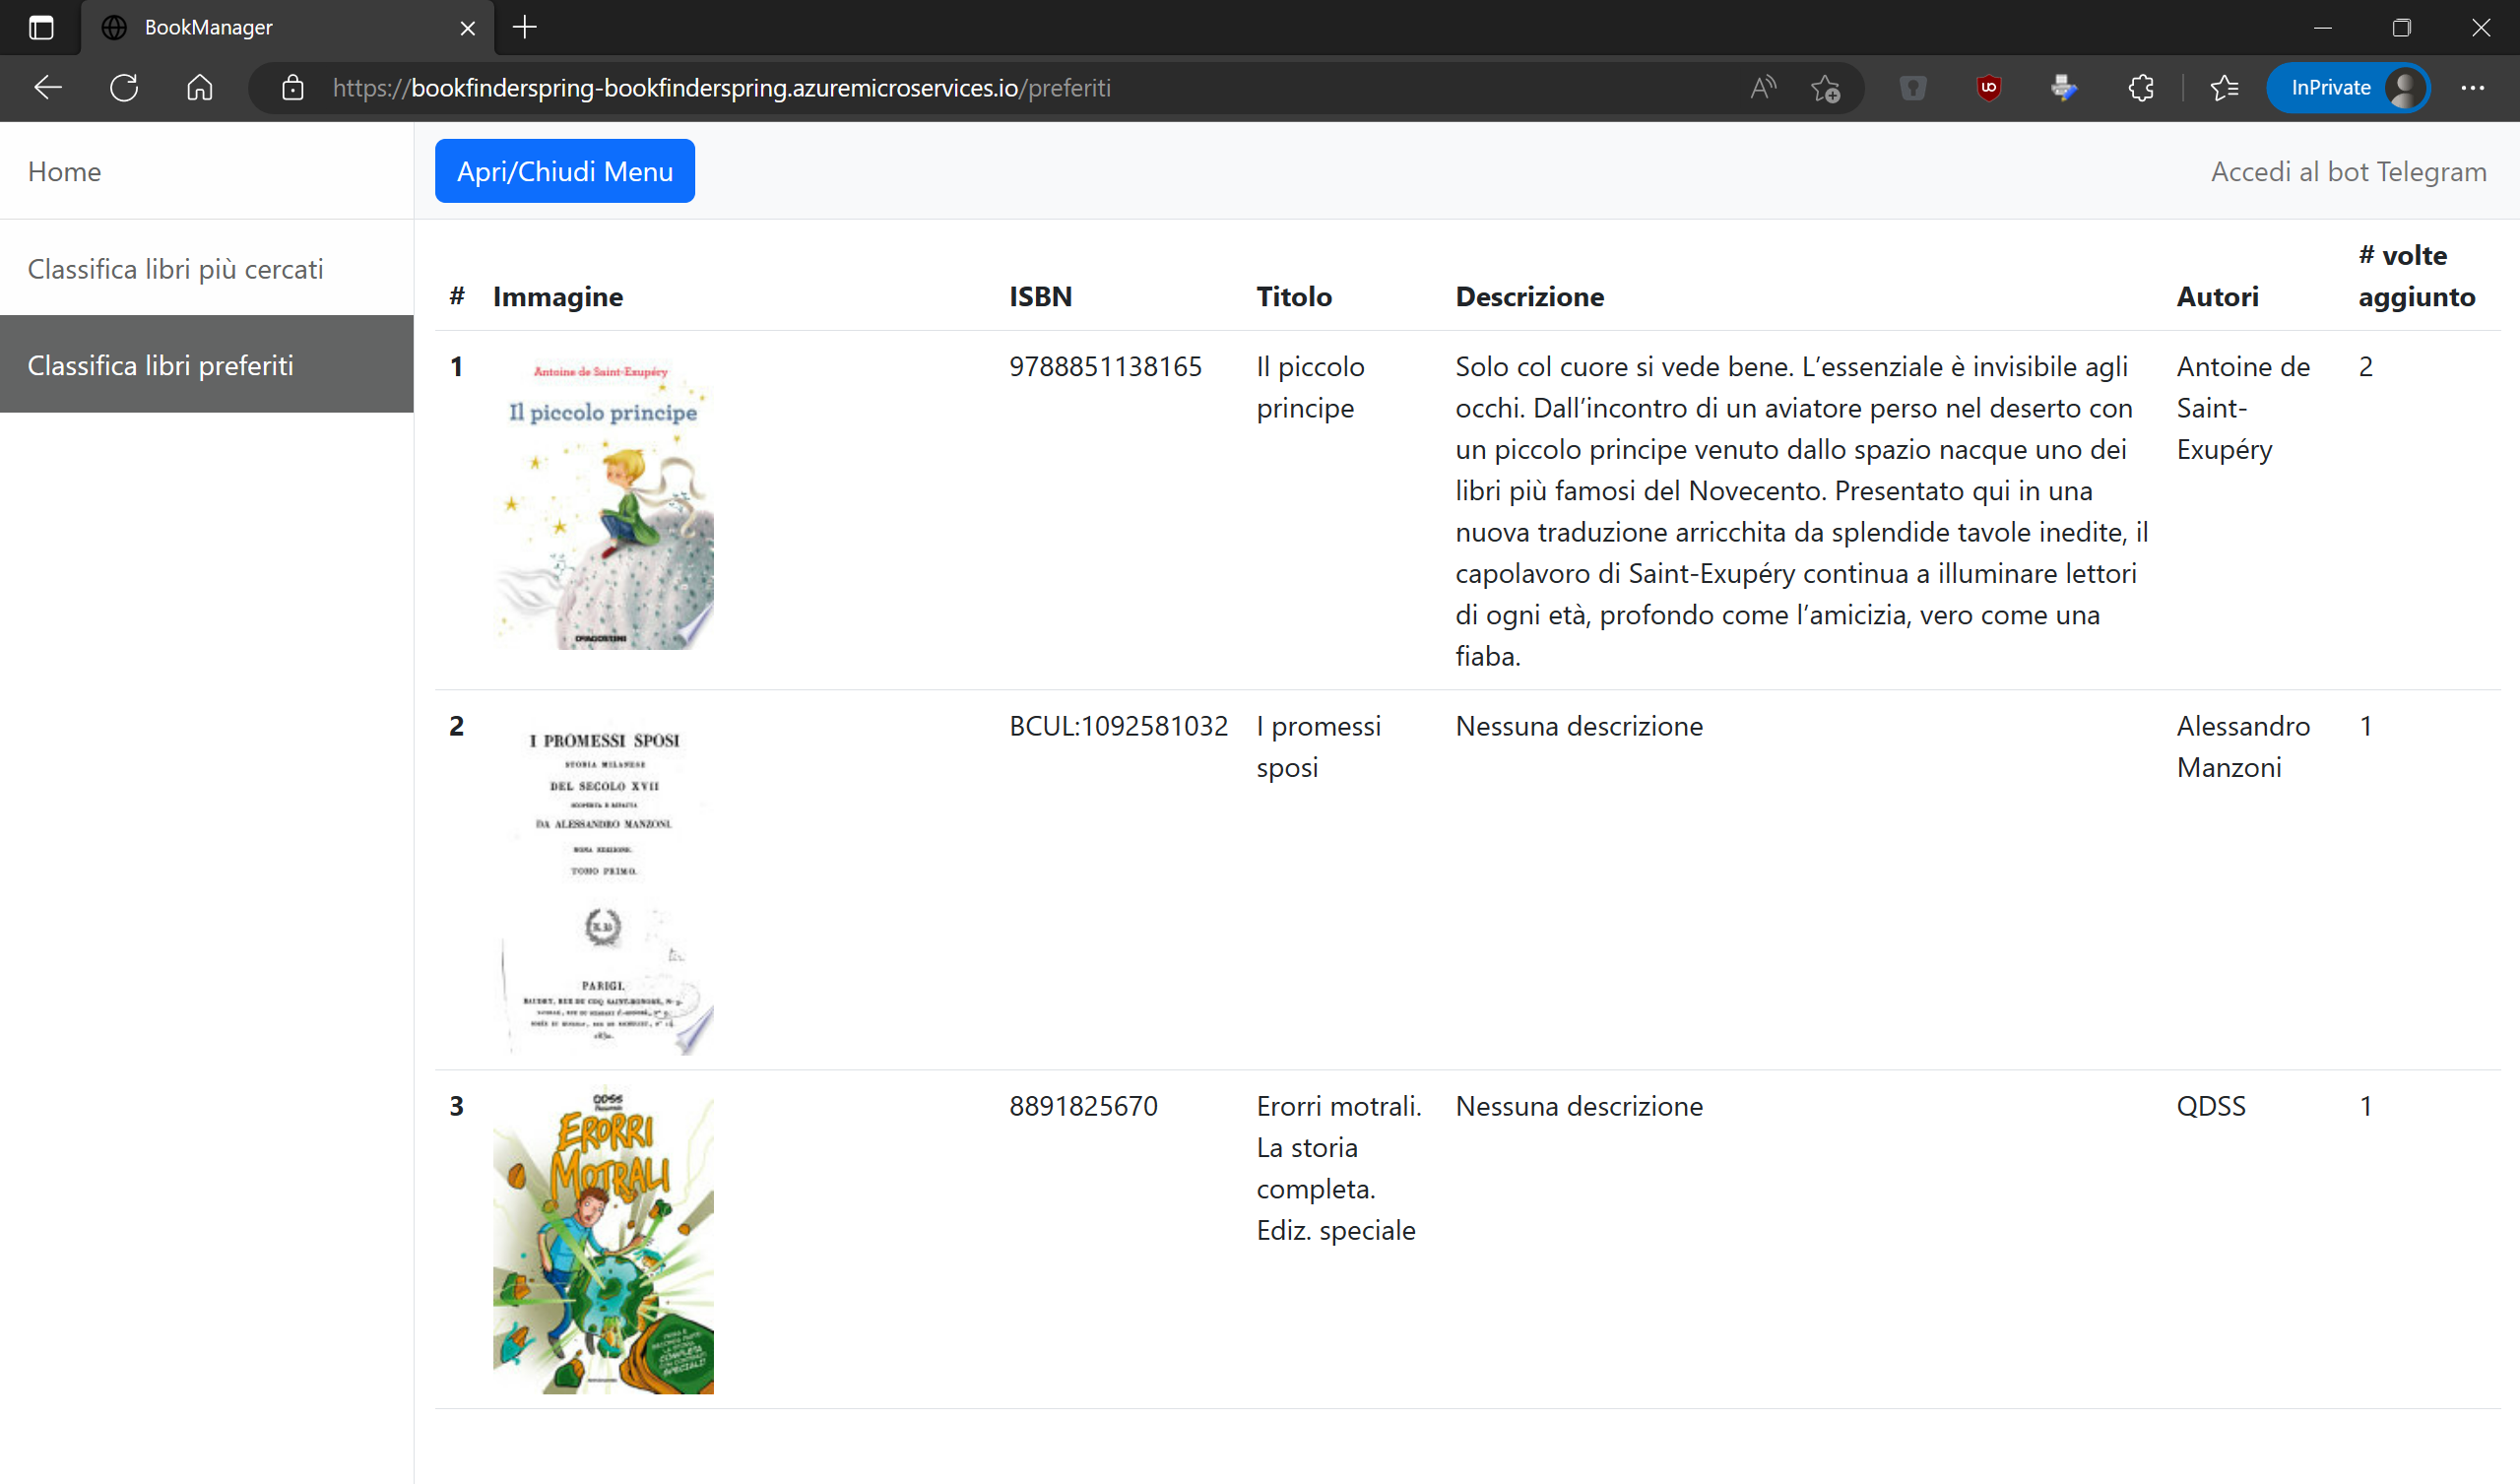 BookManager
https://bookfinderspring-bookfinderspring.azuremicroservices.io/preferiti
InPrivate
Home
Apri/Chiudi Menu
Accedi al bot Telegram
Classifica libri più cercati
Classifica libri preferiti
# Immagine ISBN Titolo Descrizione Autori # volte aggiunto
1
Antoine de Saint-Exupéry
Il piccolo principe
DEAGOSTINI
9788851138165
Il piccolo
principe
Solo col cuore si vede bene. L’essenziale è invisibile agli
occhi. Dall’incontro di un aviatore perso nel deserto con
un piccolo principe venuto dallo spazio nacque uno dei
libri più famosi del Novecento. Presentato qui in una
nuova traduzione arricchita da splendide tavole inedite, il
capolavoro di Saint-Exupéry continua a illuminare lettori
di ogni età, profondo come l’amicizia, vero come una
fiaba.
Antoine de
Saint-
Exupéry
2
2
I PROMESSI SPOSI
STORIA MILANESE
DEL SECOLO XVII
SCOPERTA E RIFATTA
DA ALESSANDRO MANZONI.
TOMO PRIMO.
PARIGI,
BCUL:1092581032
I promessi
sposi
Nessuna descrizione
Alessandro
Manzoni
1
3
QDSS
ERORRI
MOTRALI
COMPLETA
SPECIALI!
8891825670
Erorri motrali.
La storia
completa.
Ediz. speciale
Nessuna descrizione
QDSS
1